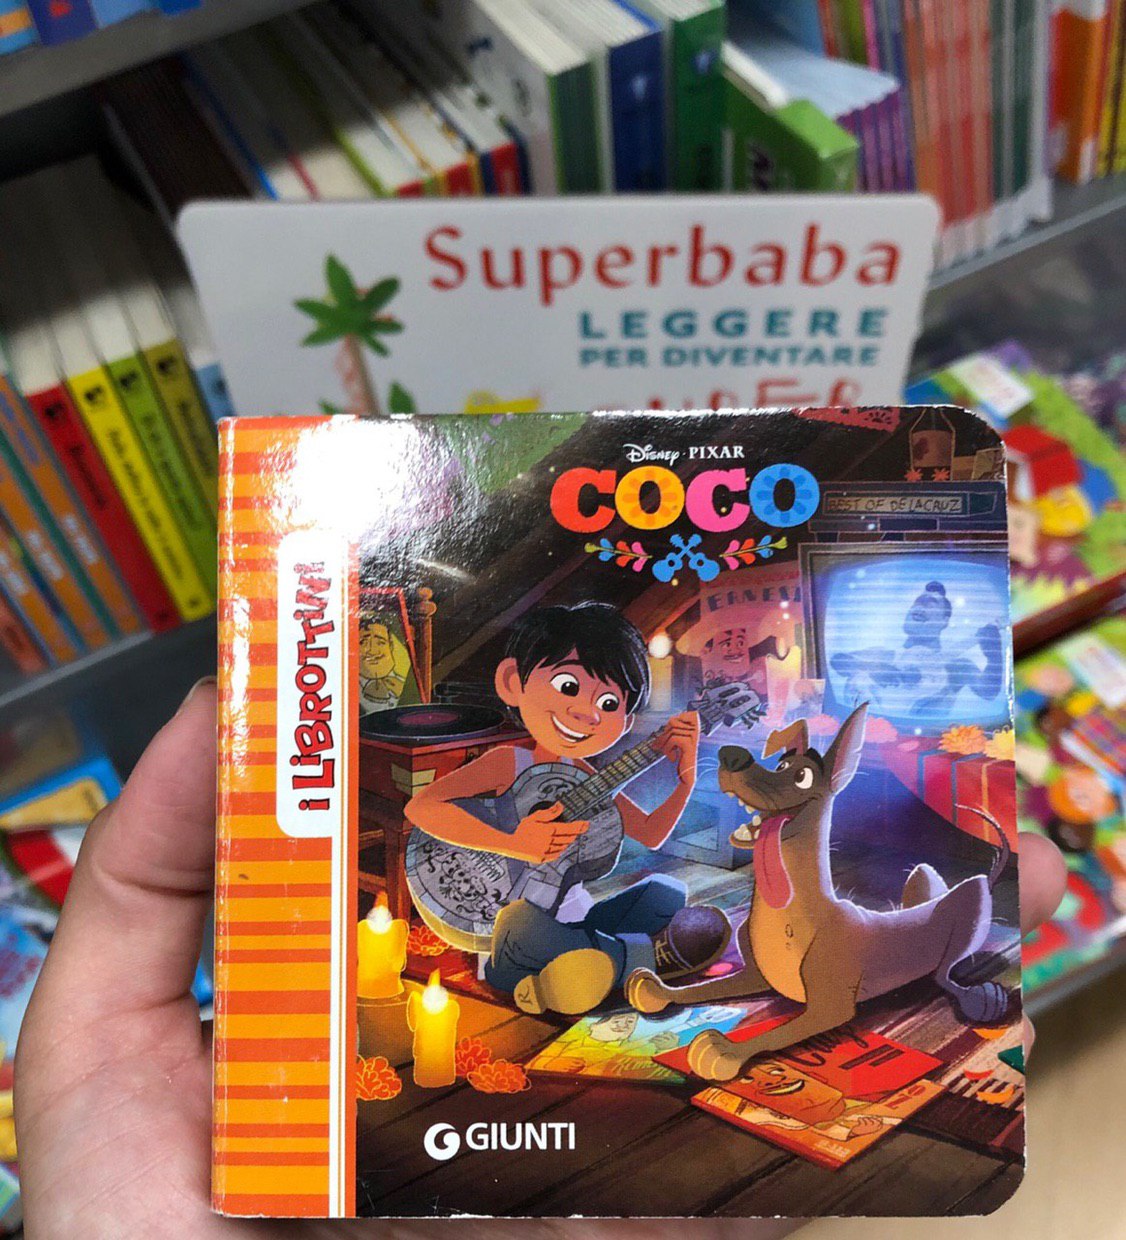 Superbaba
LEGGERE
PER DIVENTARE
Disney · PIXAR
COCO
BEST OF DE LA CRUZ
i LiBROTTiNi
GIUNTI